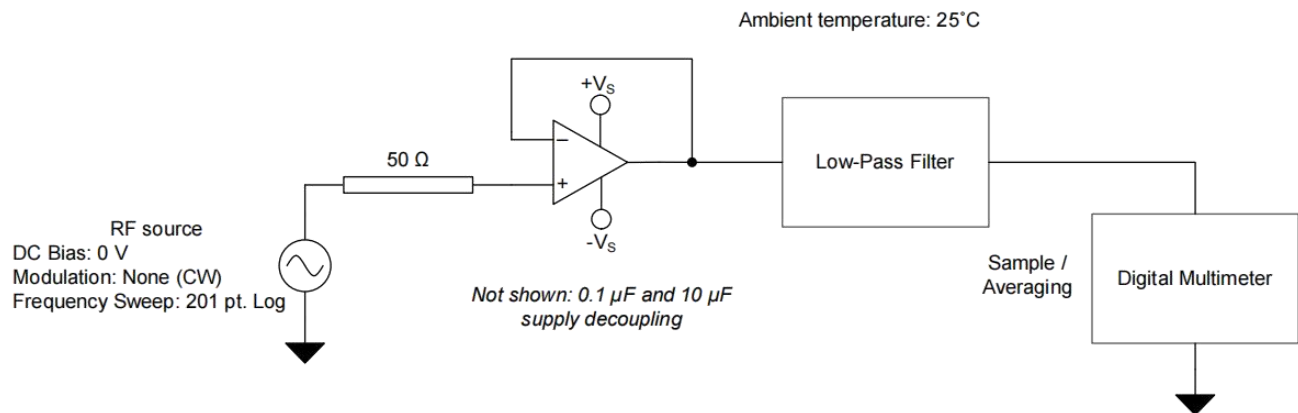 Ambient temperature: 25˚C
+VS
−
50 Ω
+
Low-Pass Filter
-VS
RF source
DC Bias: 0 V
Modulation: None (CW)
Frequency Sweep: 201 pt. Log
Not shown: 0.1 µF and 10 µF
supply decoupling
Sample /
Averaging
Digital Multimeter